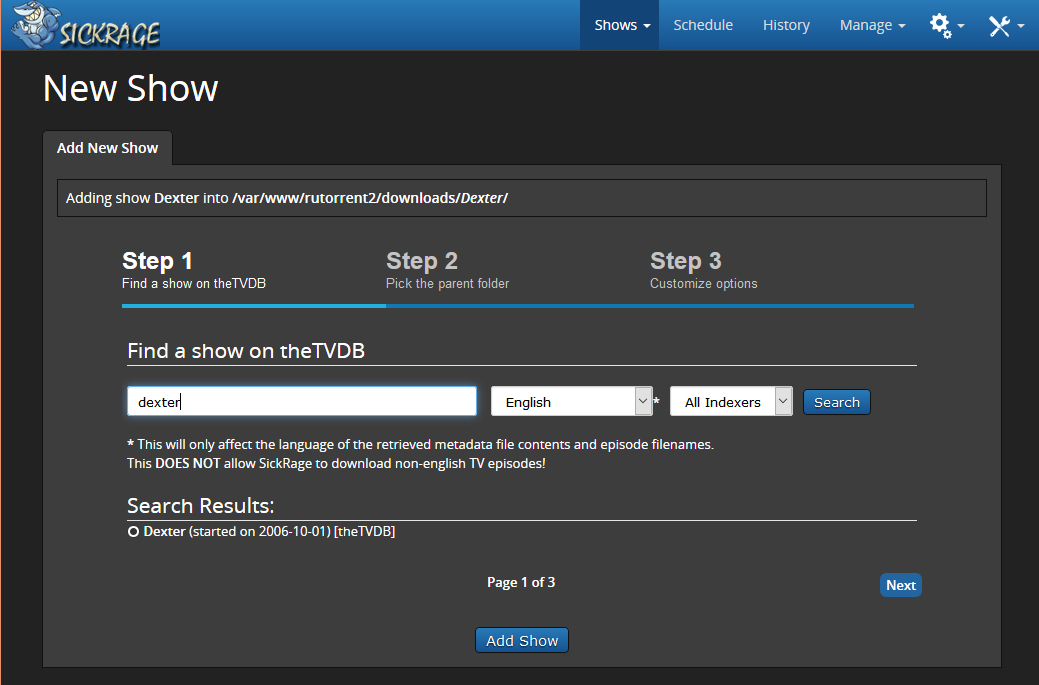 SICKRAGE Shows Schedule History Manage
New Show
Add New Show
Adding show Dexter into /var/www/rutorrent2/downloads/Dexter/
Step 1 Step 2 Step 3
Find a show on theTVDB Pick the parent folder Customize options
Find a show on theTVDB
dexter English * All Indexers Search
* This will only affect the language of the retrieved metadata file contents and episode filenames.
This DOES NOT allow SickRage to download non-english TV episodes!
Search Results:
Dexter (started on 2006-10-01) [theTVDB]
Page 1 of 3 Next
Add Show